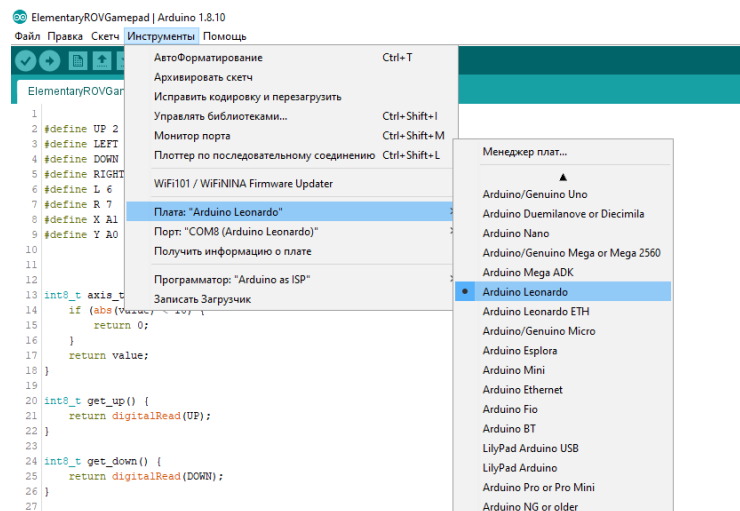 ElementaryROVGamepad | Arduino 1.8.10
Файл Правка Скетч Инструменты Помощь
ElementaryROVGar
АвтоФорматирование Ctrl+T
Архивировать скетч
Исправить кодировку и перезагрузить
Управлять библиотеками... Ctrl+Shift+I
Монитор порта Ctrl+Shift+M
Плоттер по последовательному соединению Ctrl+Shift+L
WiFi101 / WiFiNINA Firmware Updater
Плата: "Arduino Leonardo"
Порт: "COM8 (Arduino Leonardo)"
Получить информацию о плате
Программатор: "Arduino as ISP"
Записать Загрузчик
Менеджер плат...
Arduino/Genuino Uno
Arduino Duemilanove or Diecimila
Arduino Nano
Arduino/Genuino Mega or Mega 2560
Arduino Mega ADK
Arduino Leonardo
Arduino Leonardo ETH
Arduino/Genuino Micro
Arduino Esplora
Arduino Mini
Arduino Ethernet
Arduino Fio
Arduino BT
LilyPad Arduino USB
LilyPad Arduino
Arduino Pro or Pro Mini
Arduino NG or older
1
2 #define UP 2
3 #define LEFT
4 #define DOWN
5 #define RIGHT
6 #define L 6
7 #define R 7
8 #define X A1
9 #define Y A0
10
11
12
13 int8_t axis_t
14 if (abs(value) < 10) {
15 return 0;
16 }
17 return value;
18 }
19
20 int8_t get_up() {
21 return digitalRead(UP);
22 }
23
24 int8_t get_down() {
25 return digitalRead(DOWN);
26 }
27